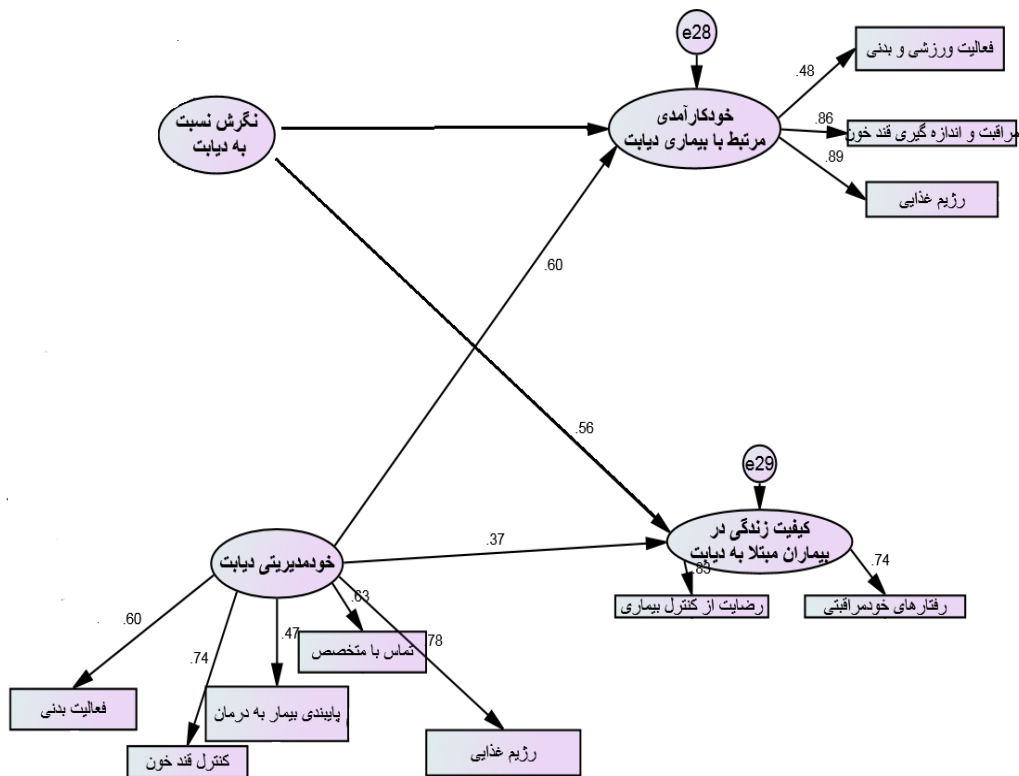 e28
فعالیت ورزشی و بدنی
.48
نگرش نسبت
به دیابت
خودکارآمدی
مرتبط با بیماری دیابت
.86
مراقبت و اندازه گیری قند خون
.89
رژیم غذایی
.60
.56
e29
کیفیت زندگی در
بیماران مبتلا به دیابت
.37
خودمدیریتی دیابت
.83
.74
رضایت از کنترل بیماری
رفتارهای خودمراقبتی
.60
.74
.47
.63
.78
تماس با متخصص
فعالیت بدنی
پایبندی بیمار به درمان
کنترل قند خون
رژیم غذایی